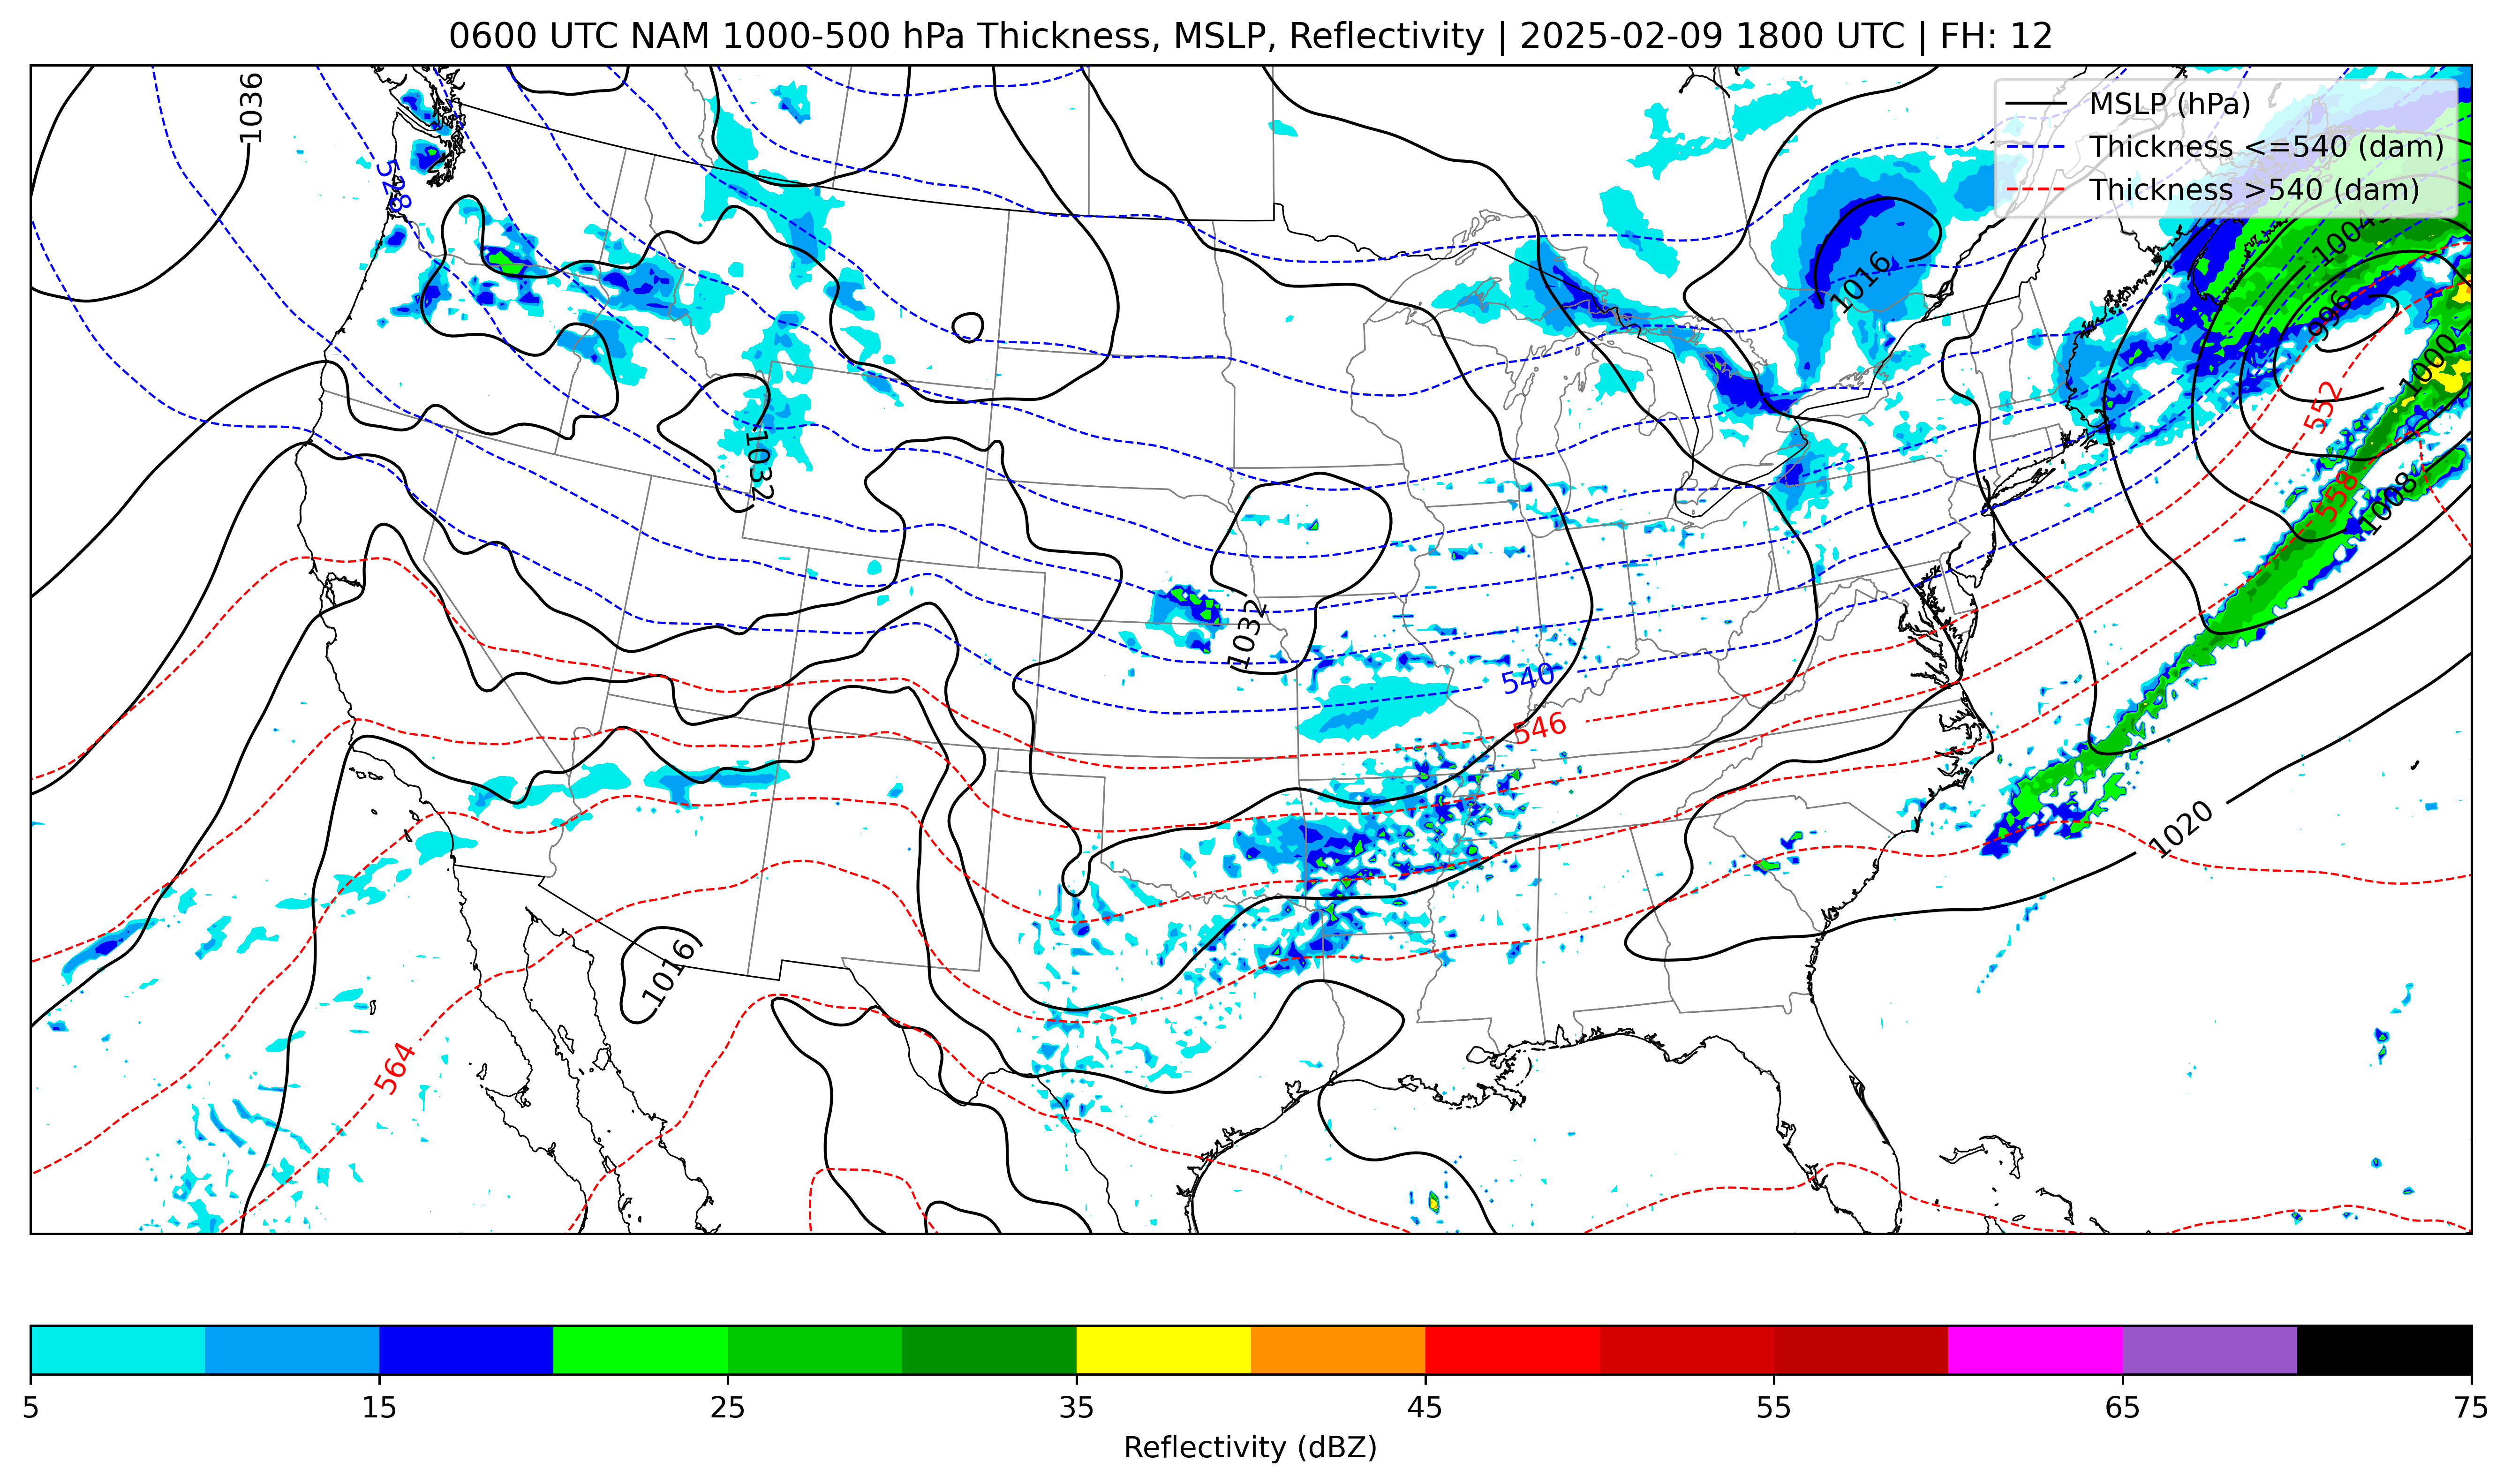 0600 UTC NAM 1000-500 hPa Thickness, MSLP, Reflectivity | 2025-02-09 1800 UTC | FH: 12
MSLP (hPa)
Thickness <=540 (dam)
Thickness >540 (dam)
1036
528
1004
1016
996
1000
552
1032
558
1008
1032
540
546
1020
1016
564
5 15 25 35 45 55 65 75
Reflectivity (dBZ)